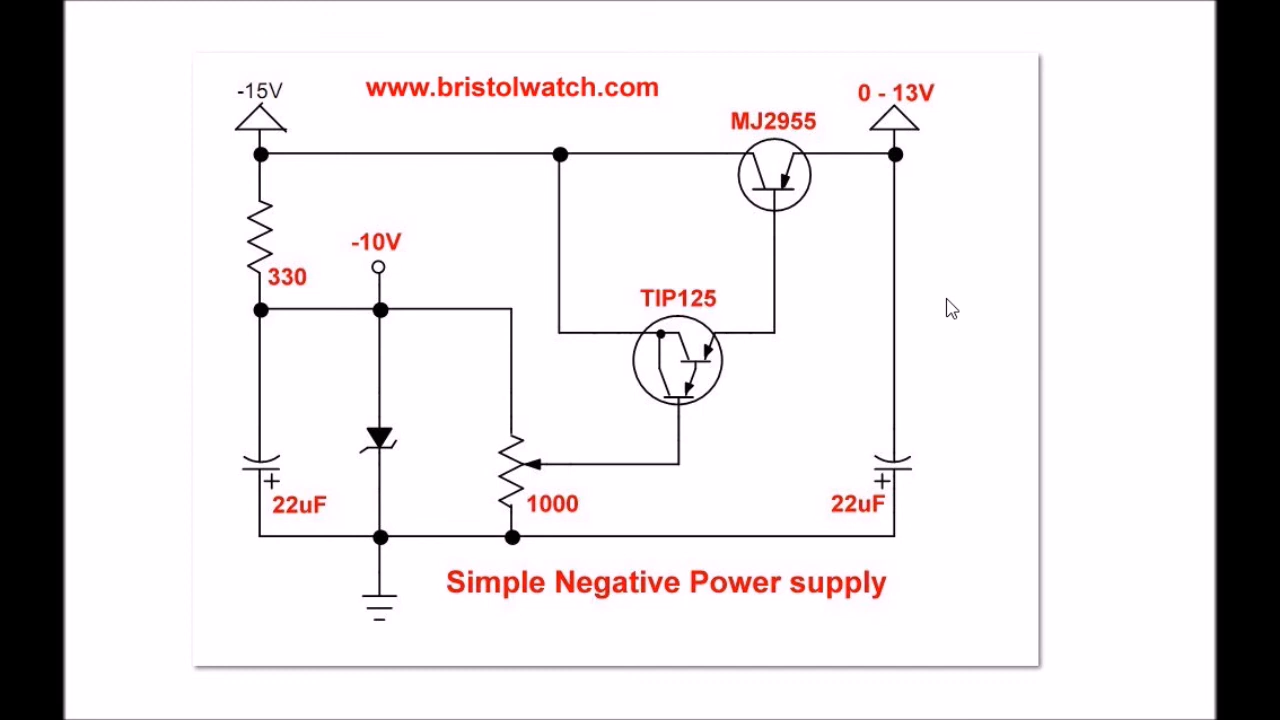 -15V
www.bristolwatch.com
0 - 13V
MJ2955
-10V
330
TIP125
+
22uF
1000
+
22uF
Simple Negative Power supply